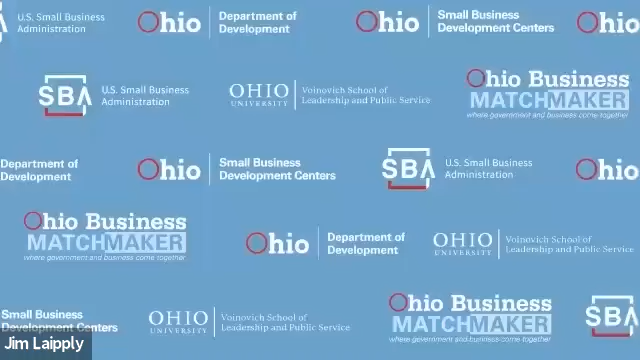 U.S. Small Business
Administration
Ohio
Department of
Development
Ohio
Small Business
Development Centers
Ohio
SBA
U.S. Small Business
Administration
OHIO
UNIVERSITY
Voinovich School of
Leadership and Public Service
Ohio Business
MATCHMAKER
where government and business come together
Department of
Development
Ohio
Small Business
Development Centers
SBA
U.S. Small Business
Administration
Ohio
Ohio Business
MATCHMAKER
where government and business come together
Ohio
Department of
Development
OHIO
UNIVERSITY
Voinovich School of
Leadership and Public Service
Small Business
Development Centers
OHIO
UNIVERSITY
Voinovich School of
Leadership and Public Service
Ohio Business
MATCHMAKER
where government and business come together
SBA
Jim Laipply